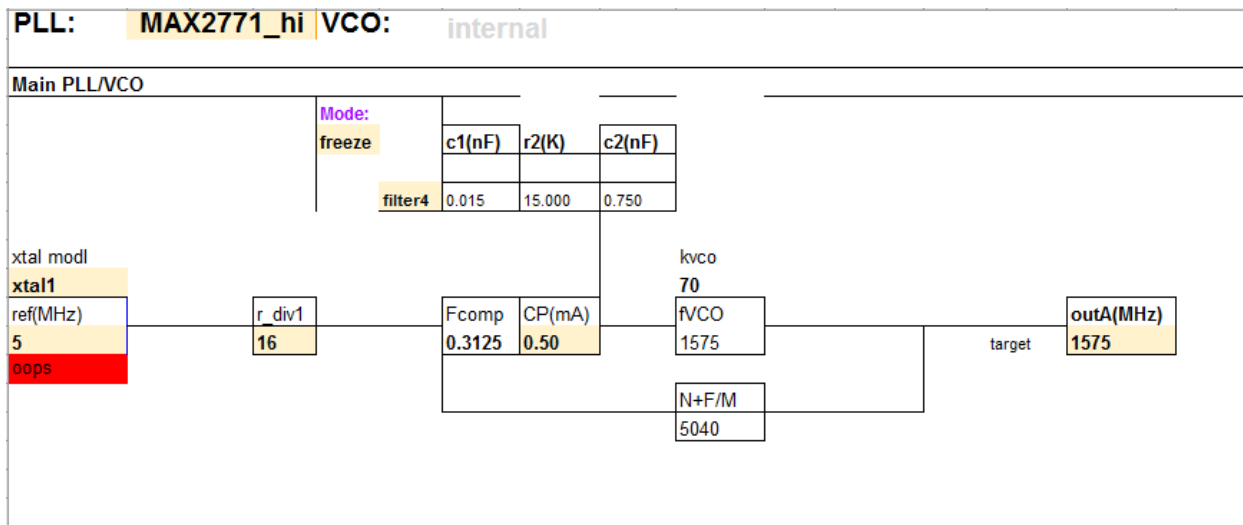 PLL: MAX2771_hi VCO: internal
Main PLL/VCO
Mode:
freeze c1(nF) r2(K) c2(nF)
filter4 0.015 15.000 0.750
xtal modl kvco
xtal1 70
ref(MHz) r_div1 Fcomp CP(mA) fVCO outA(MHz)
5 16 0.3125 0.50 1575 target 1575
oops
N+F/M
5040